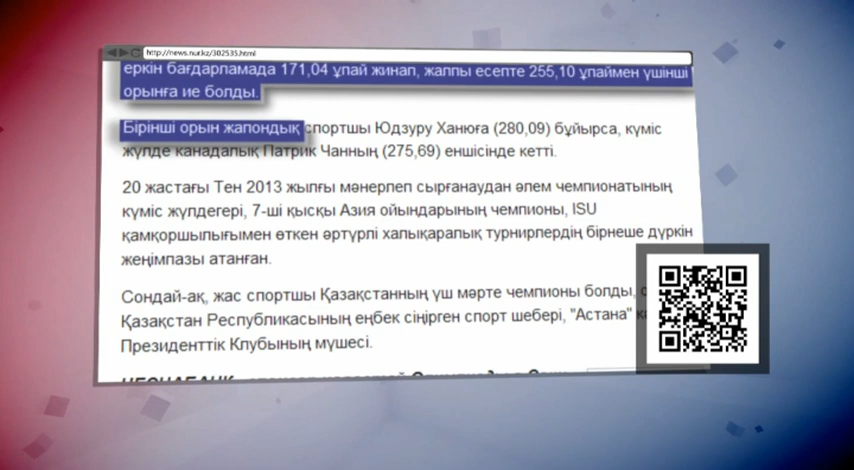 http://news.nur.kz/302535.html
еркін бағдарламада 171,04 ұпай жинап, жалпы есепте 255,10 ұпаймен үшінші
орынға ие болды.
Бірінші орын жапондық спортшы Юдзуру Ханюға (280,09) бұйырса, күміс
жүлде канадалық Патрик Чанның (275,69) еншісінде кетті.
20 жастағы Тен 2013 жылғы мәнерлеп сырғанаудан әлем чемпионатының
күміс жүлдегері, 7-ші қысқы Азия ойындарының чемпионы, ISU
қамқоршылығымен өткен әртүрлі халықаралық турнирлердің бірнеше дүркін
жеңімпазы атанған.
Сондай-ақ, жас спортшы Қазақстанның үш мәрте чемпионы болды,
Қазақстан Республикасының еңбек сіңірген спорт шебері, "Астана"
Президенттік Клубының мүшесі.